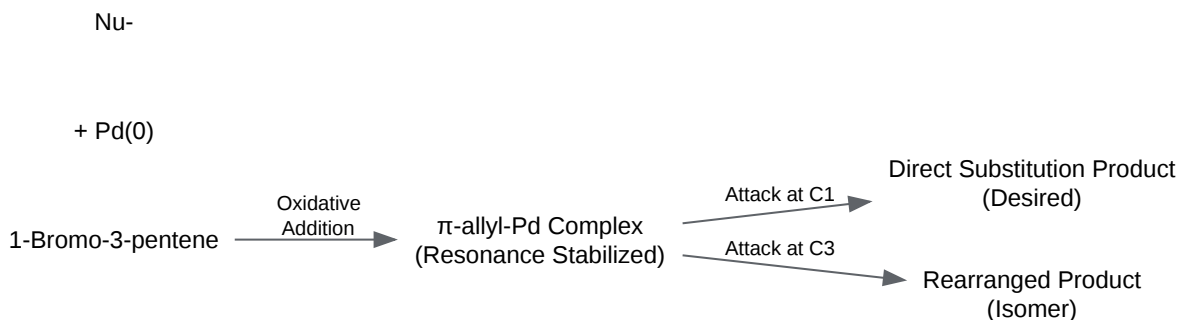 Nu-
+ Pd(0)
1-Bromo-3-pentene
Oxidative
Addition
π-allyl-Pd Complex
(Resonance Stabilized)
Attack at C1
Direct Substitution Product
(Desired)
Attack at C3
Rearranged Product
(Isomer)